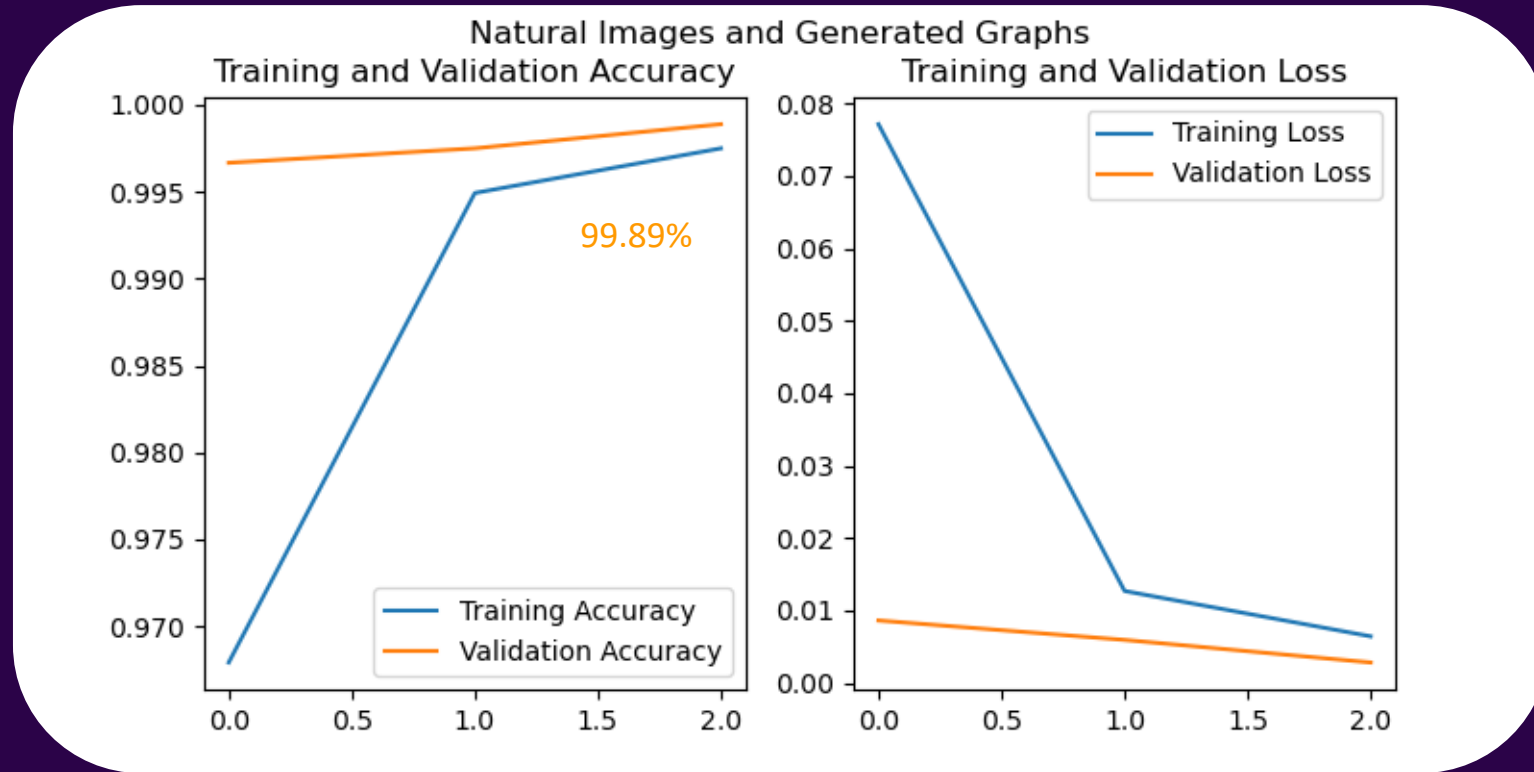 Natural Images and Generated Graphs
Training and Validation Accuracy
1.000
0.995
0.990
0.985
0.980
0.975
0.970
99.89%
Training Accuracy
Validation Accuracy
0.0 0.5 1.0 1.5 2.0
Training and Validation Loss
0.08
0.07
0.06
0.05
0.04
0.03
0.02
0.01
0.00
Training Loss
Validation Loss
0.0 0.5 1.0 1.5 2.0